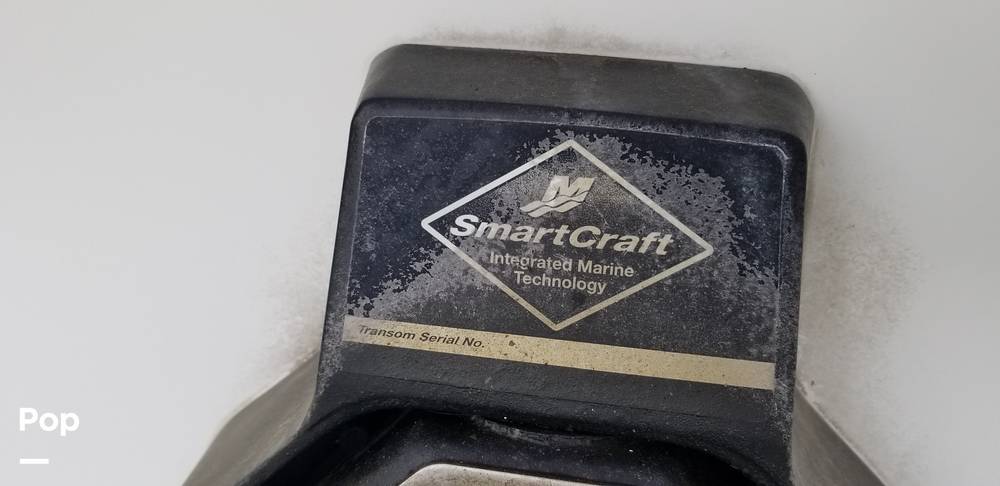 M
SmartCraft
Integrated Marine
Technology
Transom Serial No.
Pop